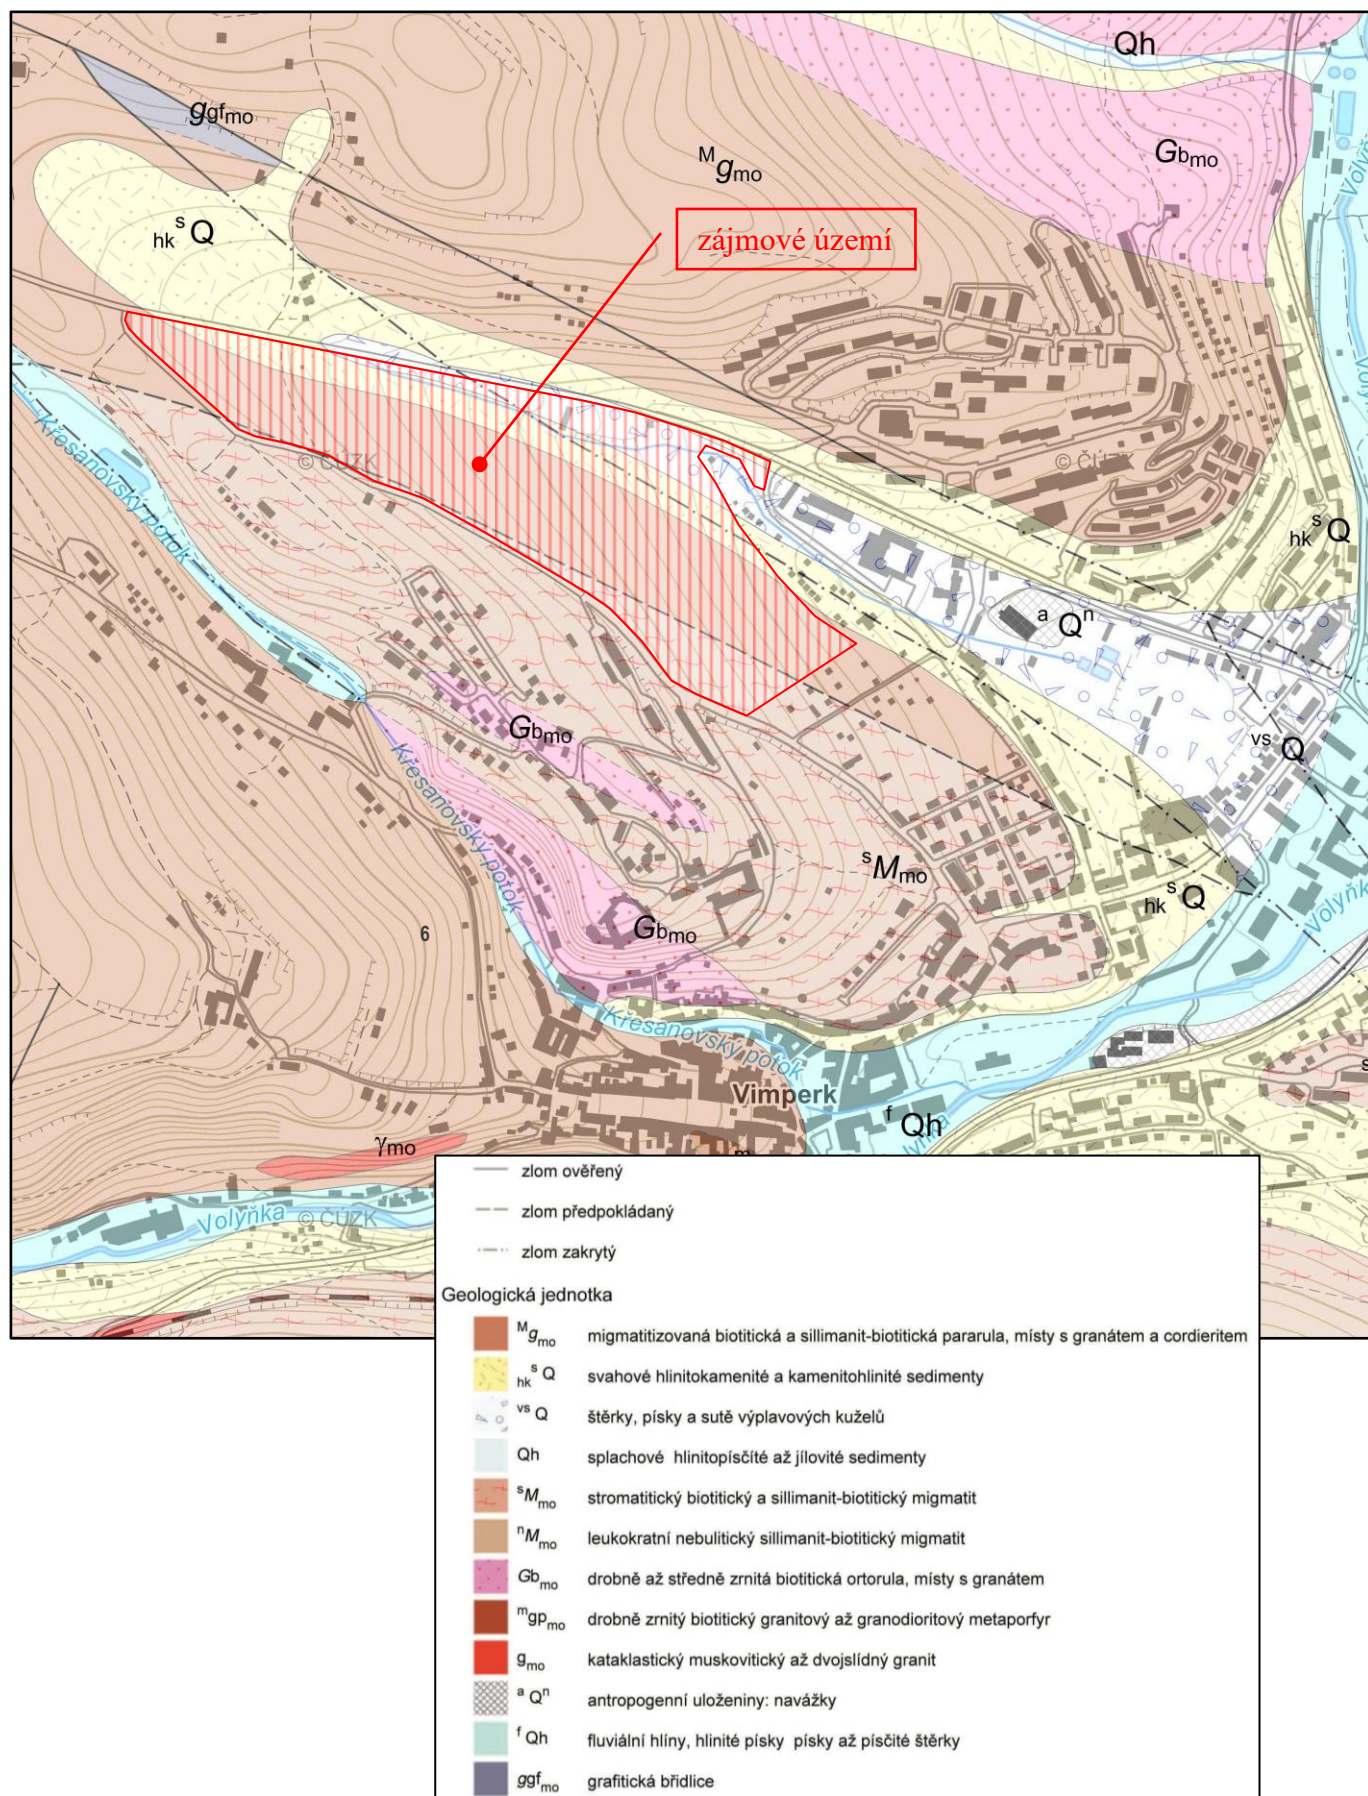 Qh
ggfmo
Mgmo
Gbmo
Volyň
hk s Q
zájmové území
Křesanovský potok
© ČÚZK
© ČÚZK
hk s Q
a Qn
Gbmo
vs Q
Křesanovský potok
sMmo
hk s Q
Volyňk
6
Gbmo
Křesanovský potok
Vimperk
f Qh
γmo
Volyňka
© ČÚZK
zlom ověřený
zlom předpokládaný
zlom zakrytý
Geologická jednotka
Mgmo migmatitizovaná biotitická a sillimanit-biotitická pararula, místy s granátem a cordieritem
hk s Q svahové hlinitokamenité a kamenitohlinité sedimenty
vs Q štěrky, písky a sutě výplavových kuželů
Qh splachové hlinitopísčité až jílovité sedimenty
sMmo stromatitický biotitický a sillimanit-biotitický migmatit
nMmo leukokratní nebulitický sillimanit-biotitický migmatit
Gbmo drobně až středně zrnitá biotitická ortorula, místy s granátem
mgpmo drobně zrnitý biotitický granitový až granodioritový metaporfyr
gmo kataklastický muskovitický až dvojslídný granit
a Qn antropogenní uloženiny: navážky
f Qh fluviální hlíny, hlinité písky písky až písčité štěrky
ggfmo grafitická břidlice